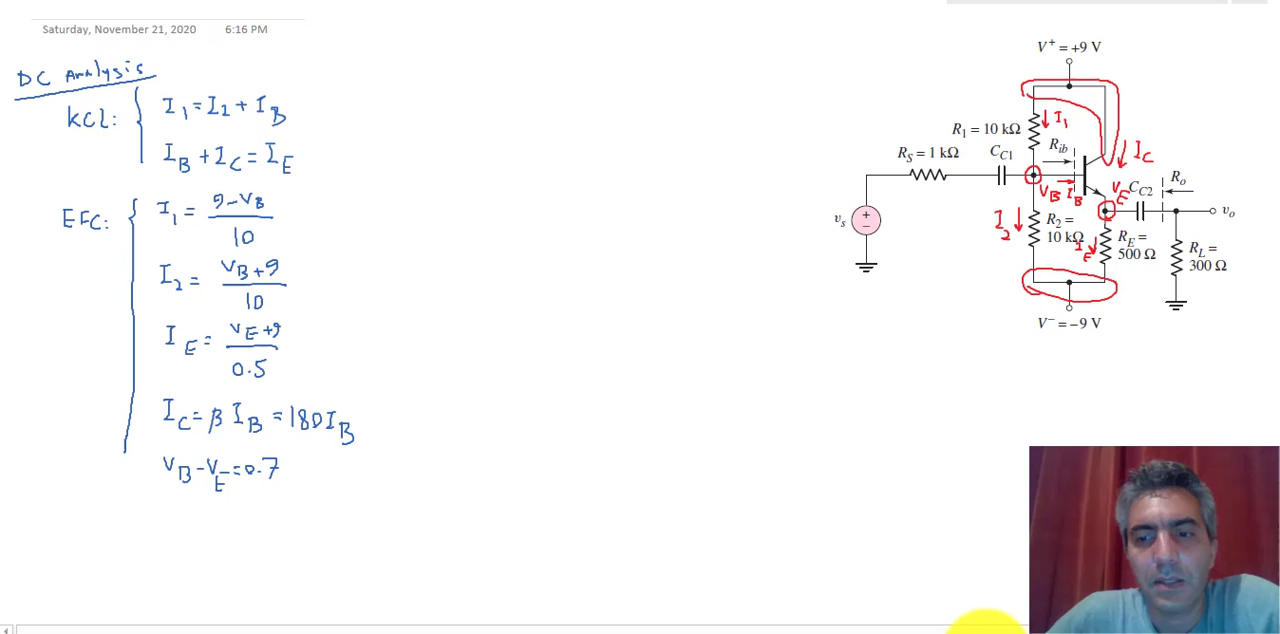 Saturday, November 21, 2020 6:16 PM
DC Analysis
KCL:
I1 = I2 + IB
IB + IC = IE
EFC:
I1 = 9-VB / 10
I2 = VB+9 / 10
IE = VE+9 / 0.5
IC = β IB = 180 IB
VB - VE = 0.7
V+ = +9 V
I1
R1 = 10 kΩ
Rib
IC
RS = 1 kΩ
CC1
VB
IB
VE
CC2
Ro
vs
+
−
I2
R2 =
10 kΩ
IE
RE =
500 Ω
vo
RL =
300 Ω
V− = −9 V